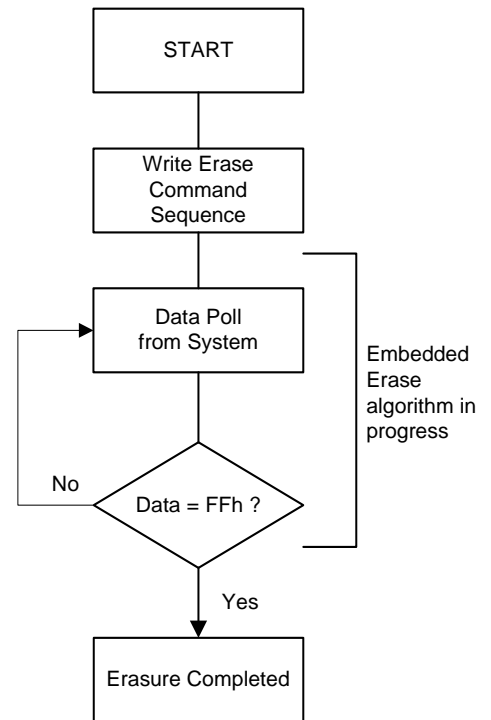 START
Write Erase
Command
Sequence
Data Poll
from System
Embedded
Erase
algorithm in
progress
No
Data = FFh ?
Yes
Erasure Completed